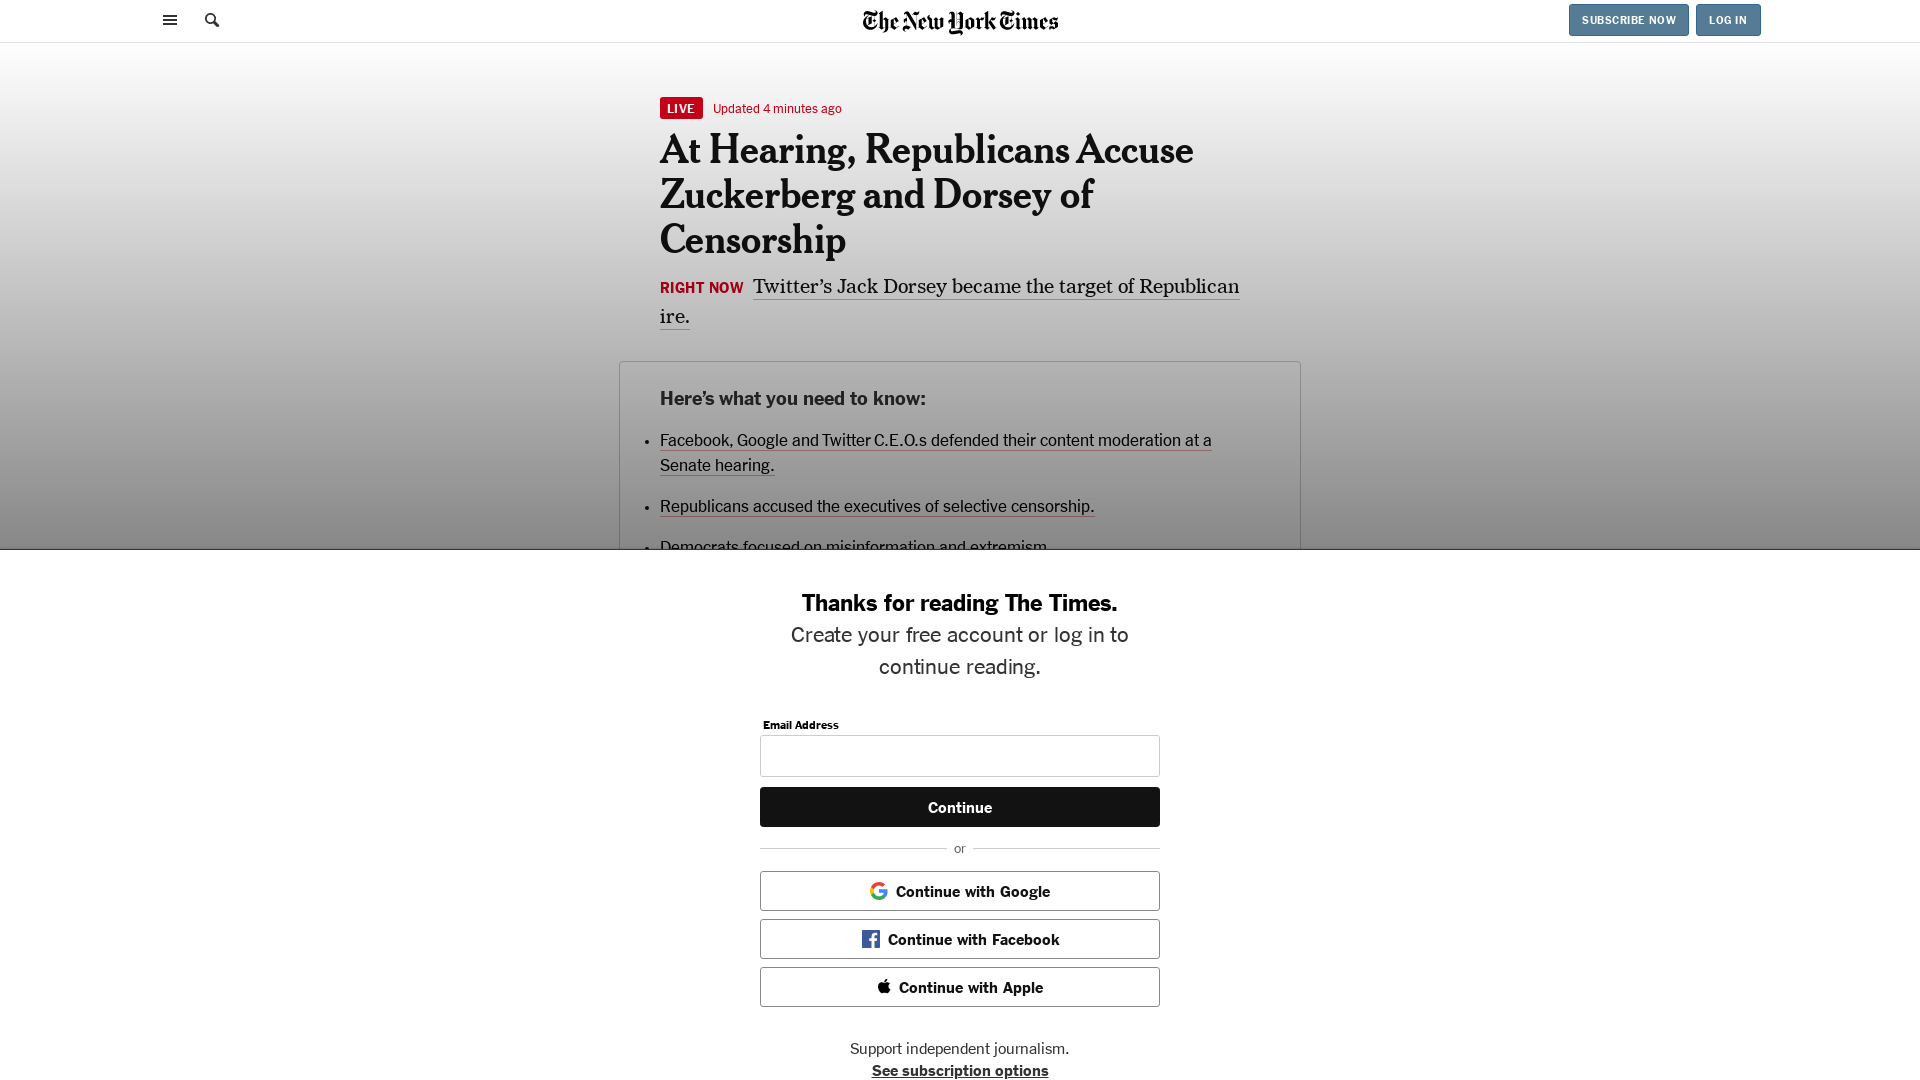 The New York Times
SUBSCRIBE NOW
LOG IN
LIVE Updated 4 minutes ago
At Hearing, Republicans Accuse
Zuckerberg and Dorsey of
Censorship
RIGHT NOW Twitter’s Jack Dorsey became the target of Republican
ire.
Here’s what you need to know:
• Facebook, Google and Twitter C.E.O.s defended their content moderation at a
Senate hearing.
• Republicans accused the executives of selective censorship.
• Democrats focused on misinformation and extremism.
Thanks for reading The Times.
Create your free account or log in to
continue reading.
Email Address
Continue
or
Continue with Google
Continue with Facebook
Continue with Apple
Support independent journalism.
See subscription options